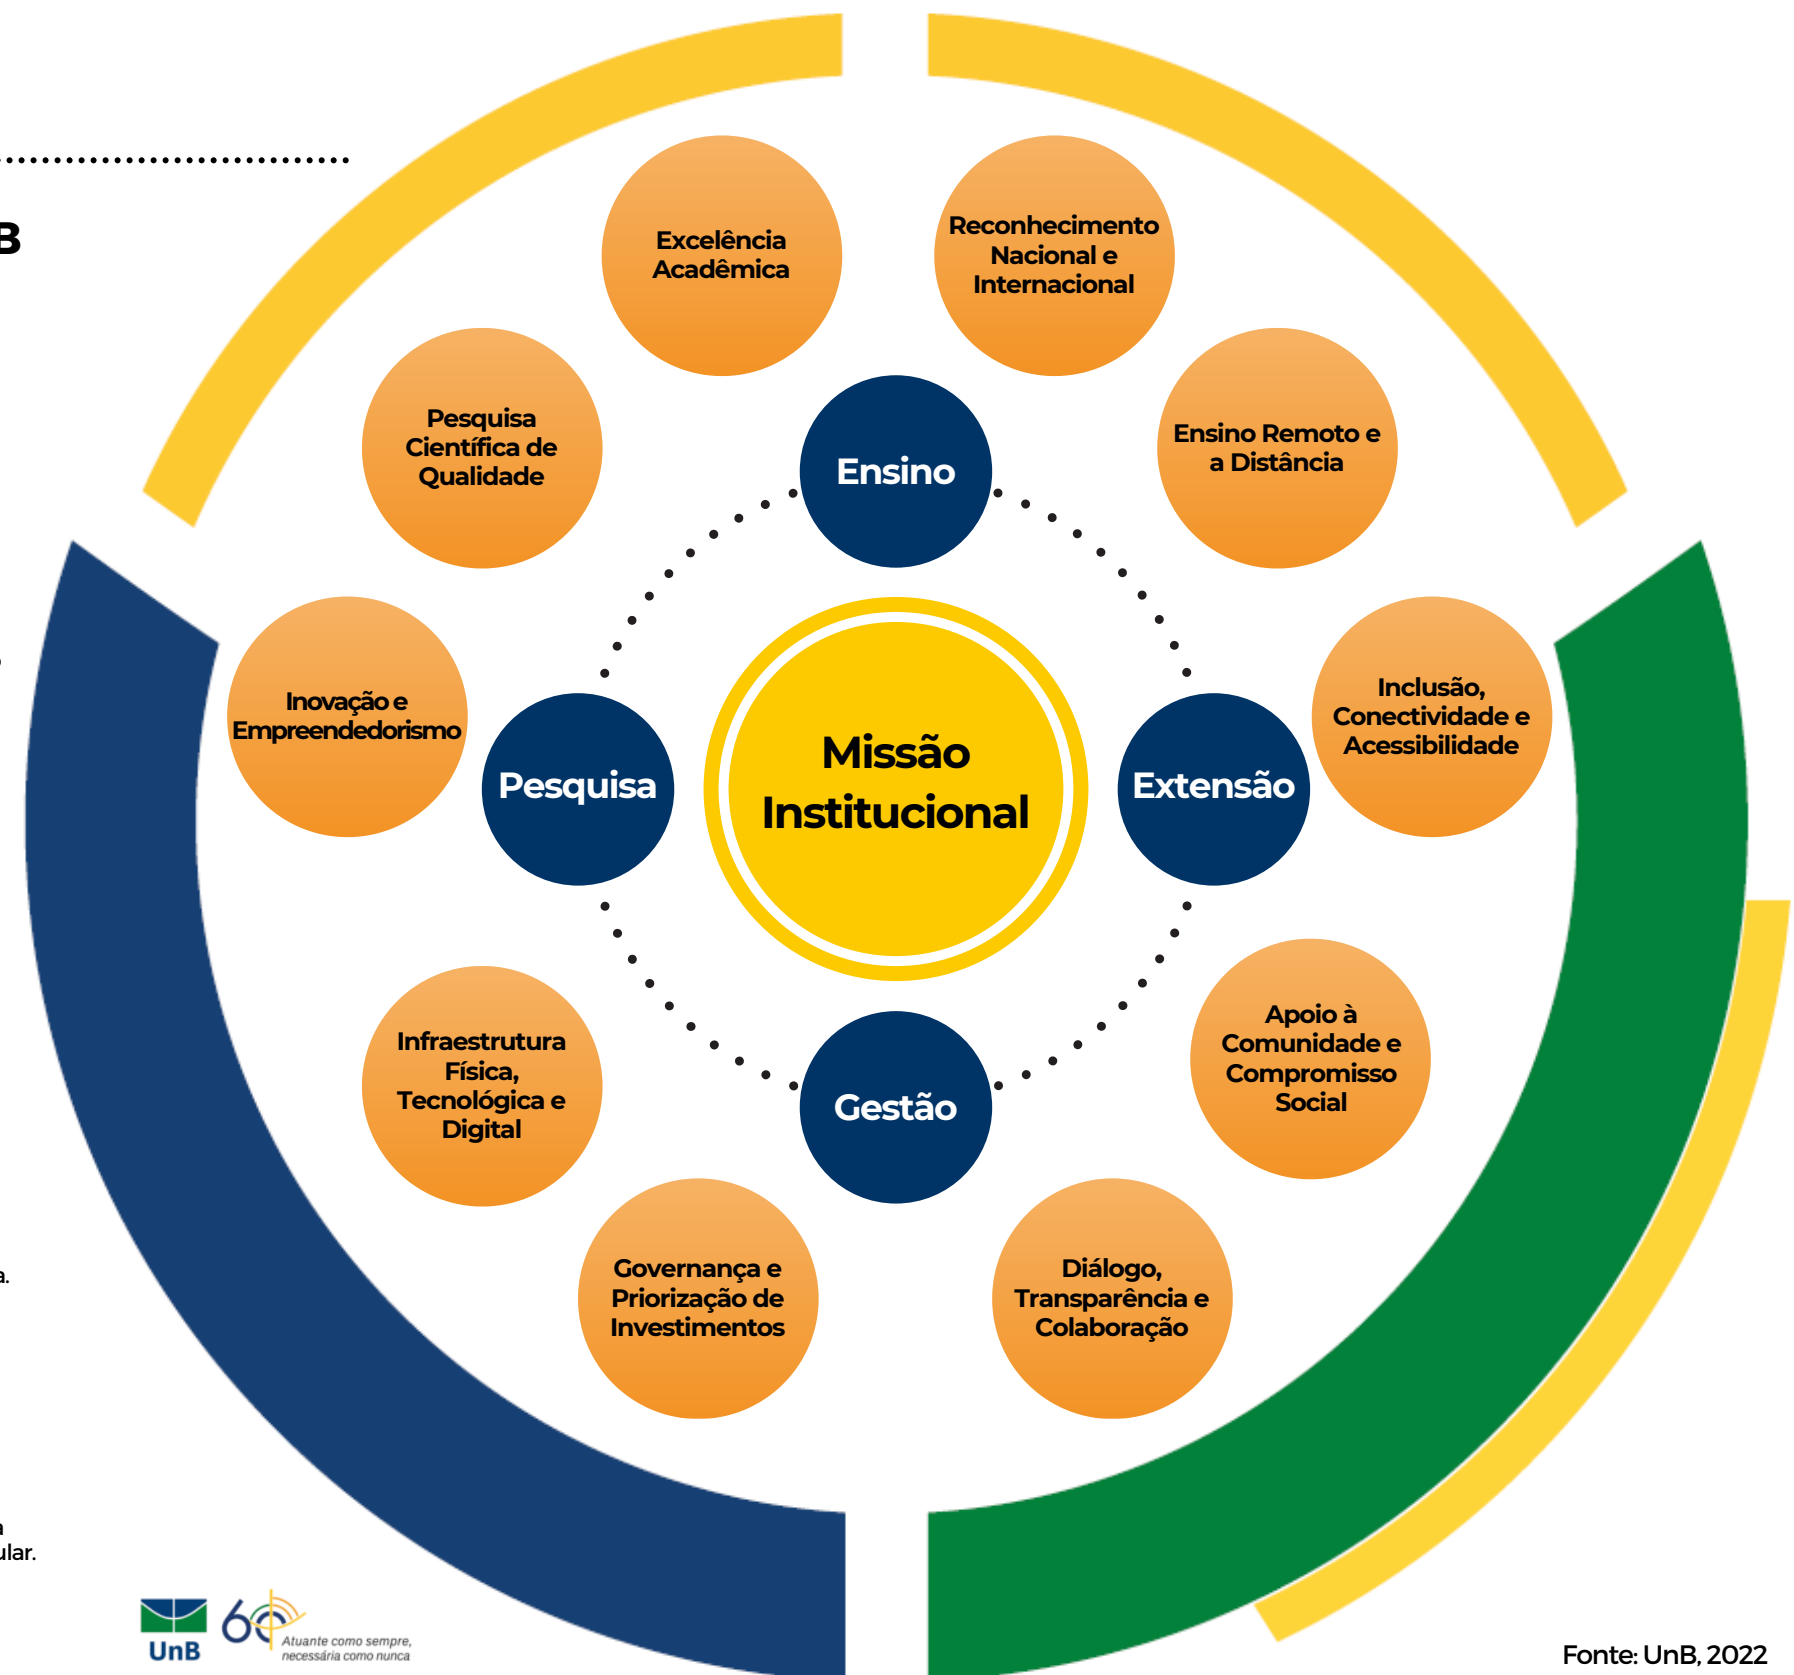 B
Excelência
Acadêmica
Reconhecimento
Nacional e
Internacional
Pesquisa
Científica de
Qualidade
Ensino
Ensino Remoto e
a Distância
Inovação e
Empreendedorismo
Pesquisa
Missão
Institucional
Extensão
Inclusão,
Conectividade e
Acessibilidade
Infraestrutura
Física,
Tecnológica e
Digital
Gestão
Apoio à
Comunidade e
Compromisso
Social
Governança e
Priorização de
Investimentos
Diálogo,
Transparência e
Colaboração
a.
a
ular.
UnB
60
Atuante como sempre,
necessária como nunca
Fonte: UnB, 2022